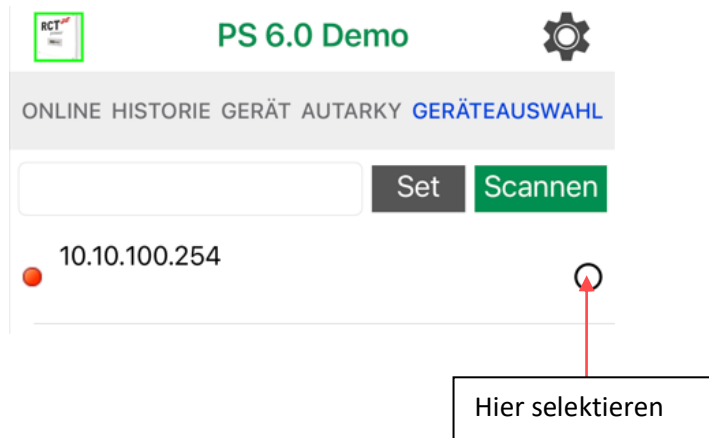 RCT
PS 6.0 Demo
ONLINE HISTORIE GERÄT AUTARKY GERÄTEAUSWAHL
Set Scannen
10.10.100.254
Hier selektieren